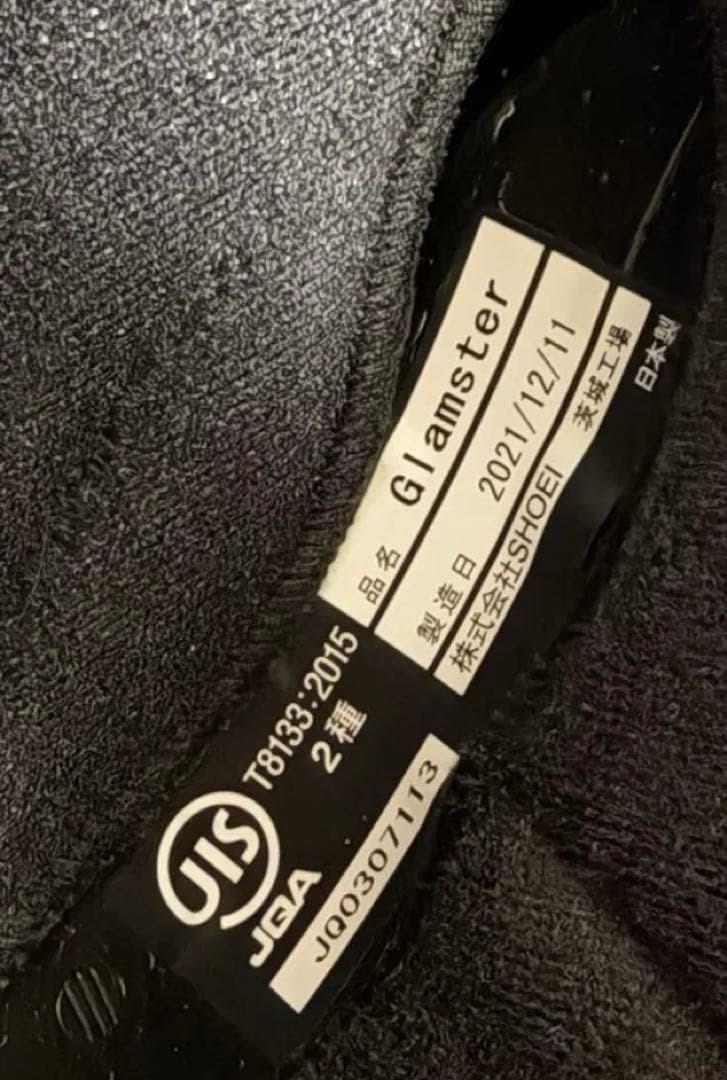 品名 Glamster
製造日 2021/12/11
株式会社SHOEI 茨城工場
日本製
JIS T8133:2015
2種
JQA
JQ0307113